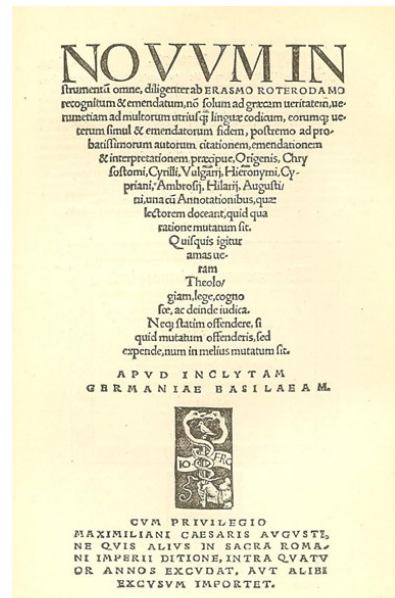 NOVVM IN
strumentũ omne, diligenter ab ERASMO ROTERODAMO
recognitum & emendatum, nõ solum ad græcam ueritatem, ue-
rumetiam ad multorum utriusq; linguæ codicum, eorumq; ue-
terum simul & emendatorum fidem, postremo ad pro-
batissimorum autorum citationem, emendationem
& interpretationem, præcipue, Origenis, Chry
sostomi, Cyrilli, Vulgarij, Hieronymi, Cy-
priani, Ambrosij, Hilarij, Augusti/
ni, una cũ Annotationibus, quæ
lectorem doceant, quid qua
ratione mutatum sit.
Quisquis igitur
amas ue-
ram
Theolo/
giam, lege, cogno
sce, ac deinde iudica.
Neq; statim offendere, si
quid mutatum offenderis, sed
expende, num in melius mutatum sit.
APVD INCLYTAM
GERMANIAE BASILAEAM.
IO FRO
CVM PRIVILEGIO
MAXIMILIANI CAESARIS AVGVSTI,
NE QVIS ALIVS IN SACRA ROMA-
NI IMPERII DITIONE, INTRA QVATV
OR ANNOS EXCVDAT, AVT ALIBI
EXCVSVM IMPORTET.